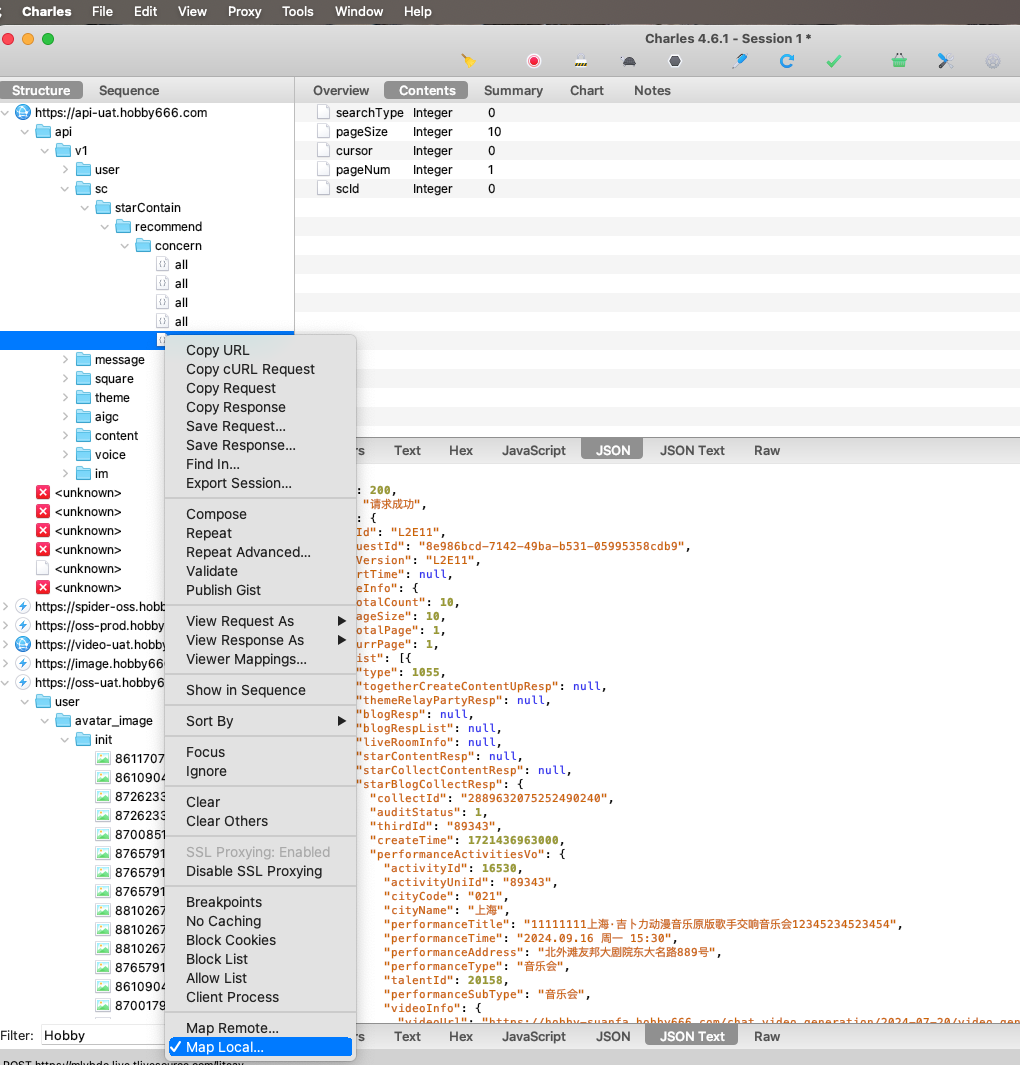 Charles File Edit View Proxy Tools Window Help
Charles 4.6.1 - Session 1 *
Structure Sequence
Overview Contents Summary Chart Notes
https://api-uat.hobby666.com
api
v1
user
sc
starContain
recommend
concern
all
all
all
all
message
square
theme
aigc
content
voice
im
<unknown>
<unknown>
<unknown>
<unknown>
<unknown>
<unknown>
https://spider-oss.hobb
https://oss-prod.hobby
https://video-uat.hobby
https://image.hobby66
https://oss-uat.hobby6
user
avatar_image
init
8611707
8610904
8726233
8726233
8700851
8765791
8765791
8765791
8810267
8810267
8810267
8765791
8610904
8700179
Filter: Hobby
searchType Integer 0
pageSize Integer 10
cursor Integer 0
pageNum Integer 1
scId Integer 0
Copy URL
Copy cURL Request
Copy Request
Copy Response
Save Request...
Save Response...
Find In...
Export Session...
Compose
Repeat
Repeat Advanced...
Validate
Publish Gist
View Request As
View Response As
Viewer Mappings...
Show in Sequence
Sort By
Focus
Ignore
Clear
Clear Others
SSL Proxying: Enabled
Disable SSL Proxying
Breakpoints
No Caching
Block Cookies
Block List
Allow List
Client Process
Map Remote...
✓ Map Local...
rs Text Hex JavaScript JSON JSON Text Raw
: 200,
"请求成功",
: {
Id": "L2E11",
uestId": "8e986bcd-7142-49ba-b531-05995358cdb9",
Version": "L2E11",
rtTime": null,
eInfo": {
otalCount": 10,
ageSize": 10,
otalPage": 1,
urrPage": 1,
ist": [{
"type": 1055,
"togetherCreateContentUpResp": null,
"themeRelayPartyResp": null,
"blogResp": null,
"blogRespList": null,
"liveRoomInfo": null,
"starContentResp": null,
"starCollectContentResp": null,
"starBlogCollectResp": {
"collectId": "2889632075252490240",
"auditStatus": 1,
"thirdId": "89343",
"createTime": 1721436963000,
"performanceActivitiesVo": {
"activityId": 16530,
"activityUniId": "89343",
"cityCode": "021",
"cityName": "上海",
"performanceTitle": "11111111上海·吉卜力动漫音乐原版歌手交响音乐会12345234523454",
"performanceTime": "2024.09.16 周一 15:30",
"performanceAddress": "北外滩友邦大剧院东大名路889号",
"performanceType": "音乐会",
"talentId": 20158,
"performanceSubType": "音乐会",
"videoInfo": {
"videoUrl": "https://hobby-suanfa.hobby666.com/chat_video_generation/2024-07-20/video_gen
rs Text Hex JavaScript JSON JSON Text Raw